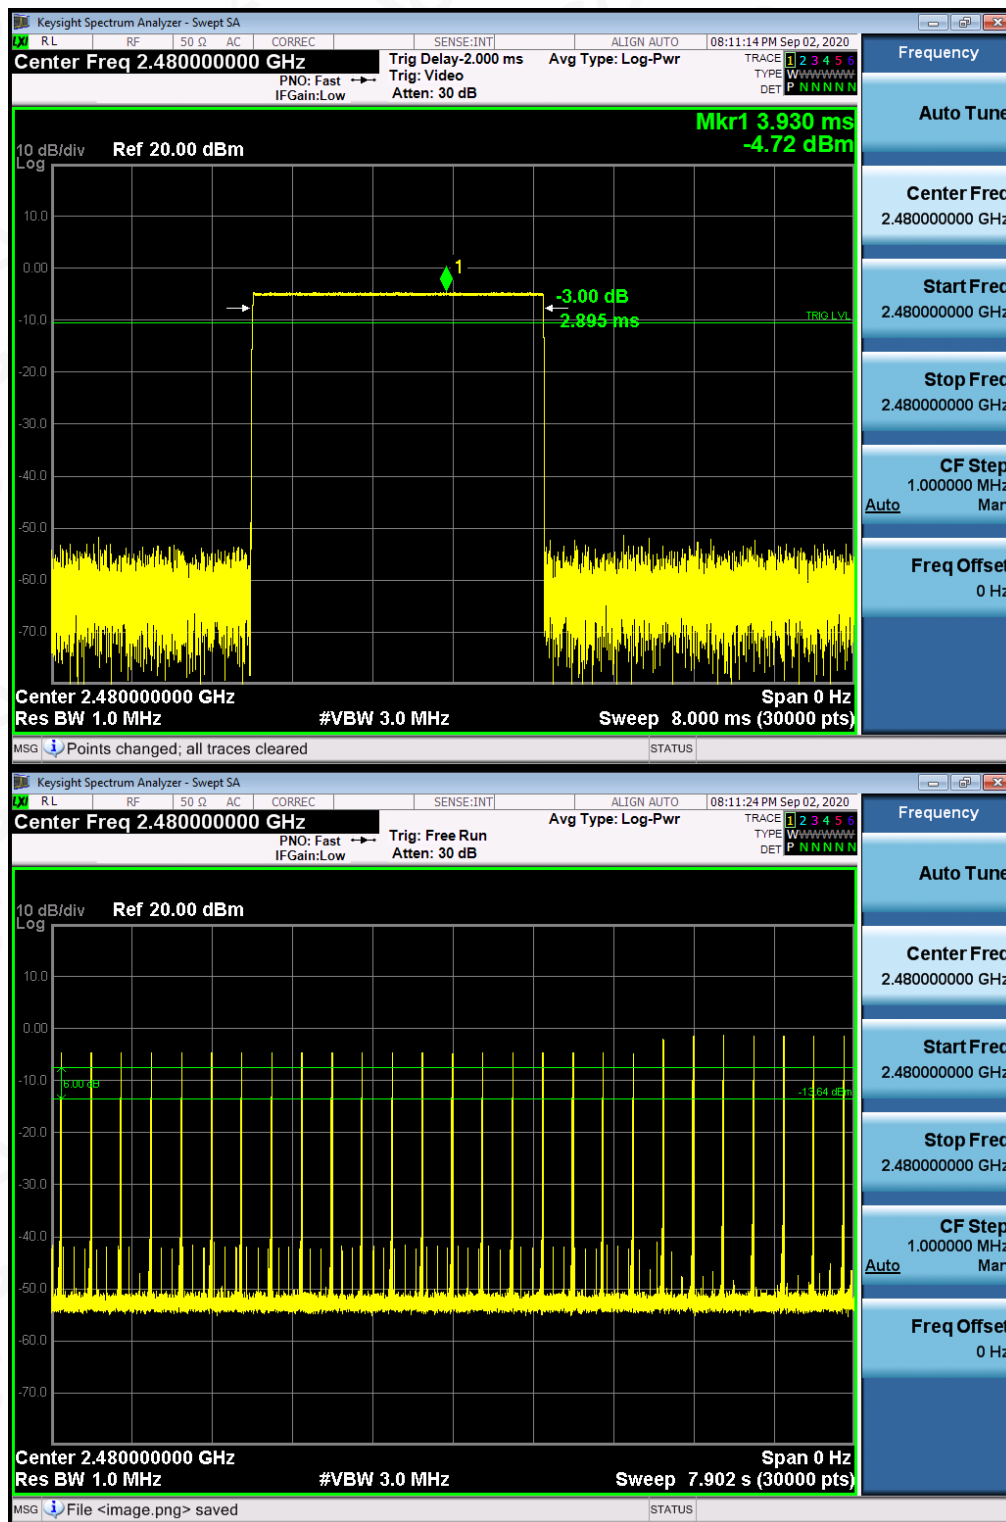 Keysight Spectrum Analyzer - Swept SA
LXI RL RF 50 Ω AC CORREC SENSE:INT ALIGN AUTO 08:11:14 PM Sep 02, 2020
Center Freq 2.480000000 GHz Trig Delay-2.000 ms Avg Type: Log-Pwr TRACE 1 2 3 4 5 6
PNO: Fast Trig: Video TYPE WWWWWW
IFGain:Low Atten: 30 dB DET P N N N N N
Mkr1 3.930 ms
10 dB/div Ref 20.00 dBm -4.72 dBm
Log
10.0
0.00
1
-3.00 dB
2.895 ms
TRIG LVL
-10.0
-20.0
-30.0
-40.0
-50.0
-60.0
-70.0
Center 2.480000000 GHz Span 0 Hz
Res BW 1.0 MHz #VBW 3.0 MHz Sweep 8.000 ms (30000 pts)
MSG Points changed; all traces cleared STATUS
Frequency
Auto Tune
Center Freq
2.480000000 GHz
Start Freq
2.480000000 GHz
Stop Freq
2.480000000 GHz
CF Step
1.000000 MHz
Auto Man
Freq Offset
0 Hz
Keysight Spectrum Analyzer - Swept SA
LXI RL RF 50 Ω AC CORREC SENSE:INT ALIGN AUTO 08:11:24 PM Sep 02, 2020
Center Freq 2.480000000 GHz Avg Type: Log-Pwr TRACE 1 2 3 4 5 6
PNO: Fast Trig: Free Run TYPE WWWWWW
IFGain:Low Atten: 30 dB DET P N N N N N
10 dB/div Ref 20.00 dBm
Log
10.0
0.00
-10.0
6.00 dB
-13.64 dBm
-20.0
-30.0
-40.0
-50.0
-60.0
-70.0
Center 2.480000000 GHz Span 0 Hz
Res BW 1.0 MHz #VBW 3.0 MHz Sweep 7.902 s (30000 pts)
MSG File <image.png> saved STATUS
Frequency
Auto Tune
Center Freq
2.480000000 GHz
Start Freq
2.480000000 GHz
Stop Freq
2.480000000 GHz
CF Step
1.000000 MHz
Auto Man
Freq Offset
0 Hz